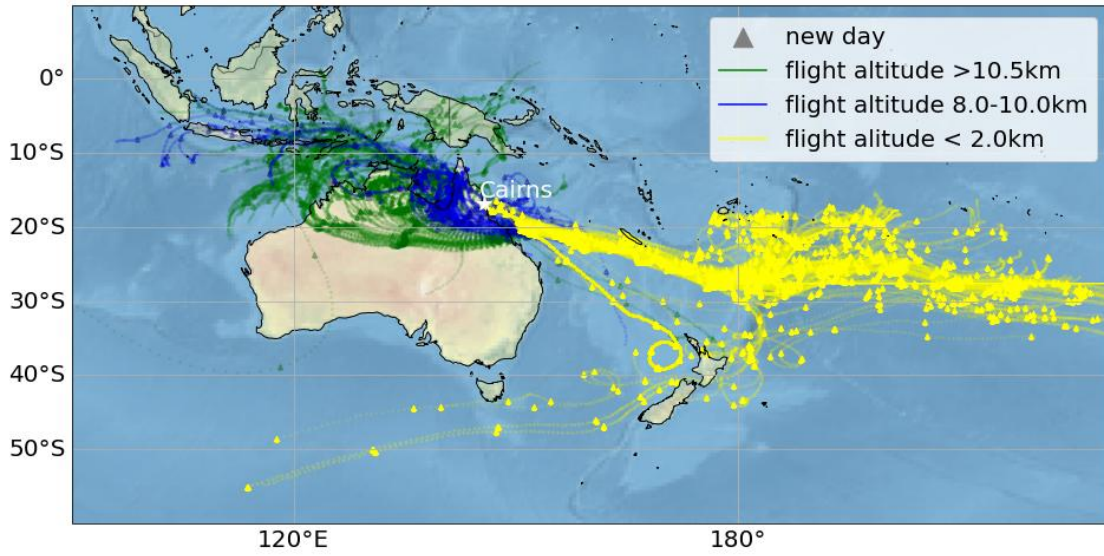 new day
flight altitude >10.5km
flight altitude 8.0-10.0km
flight alitude < 2.0km
0°
10°S
Cairns
20°S
30°S
40°S
50°S
120°E
180°